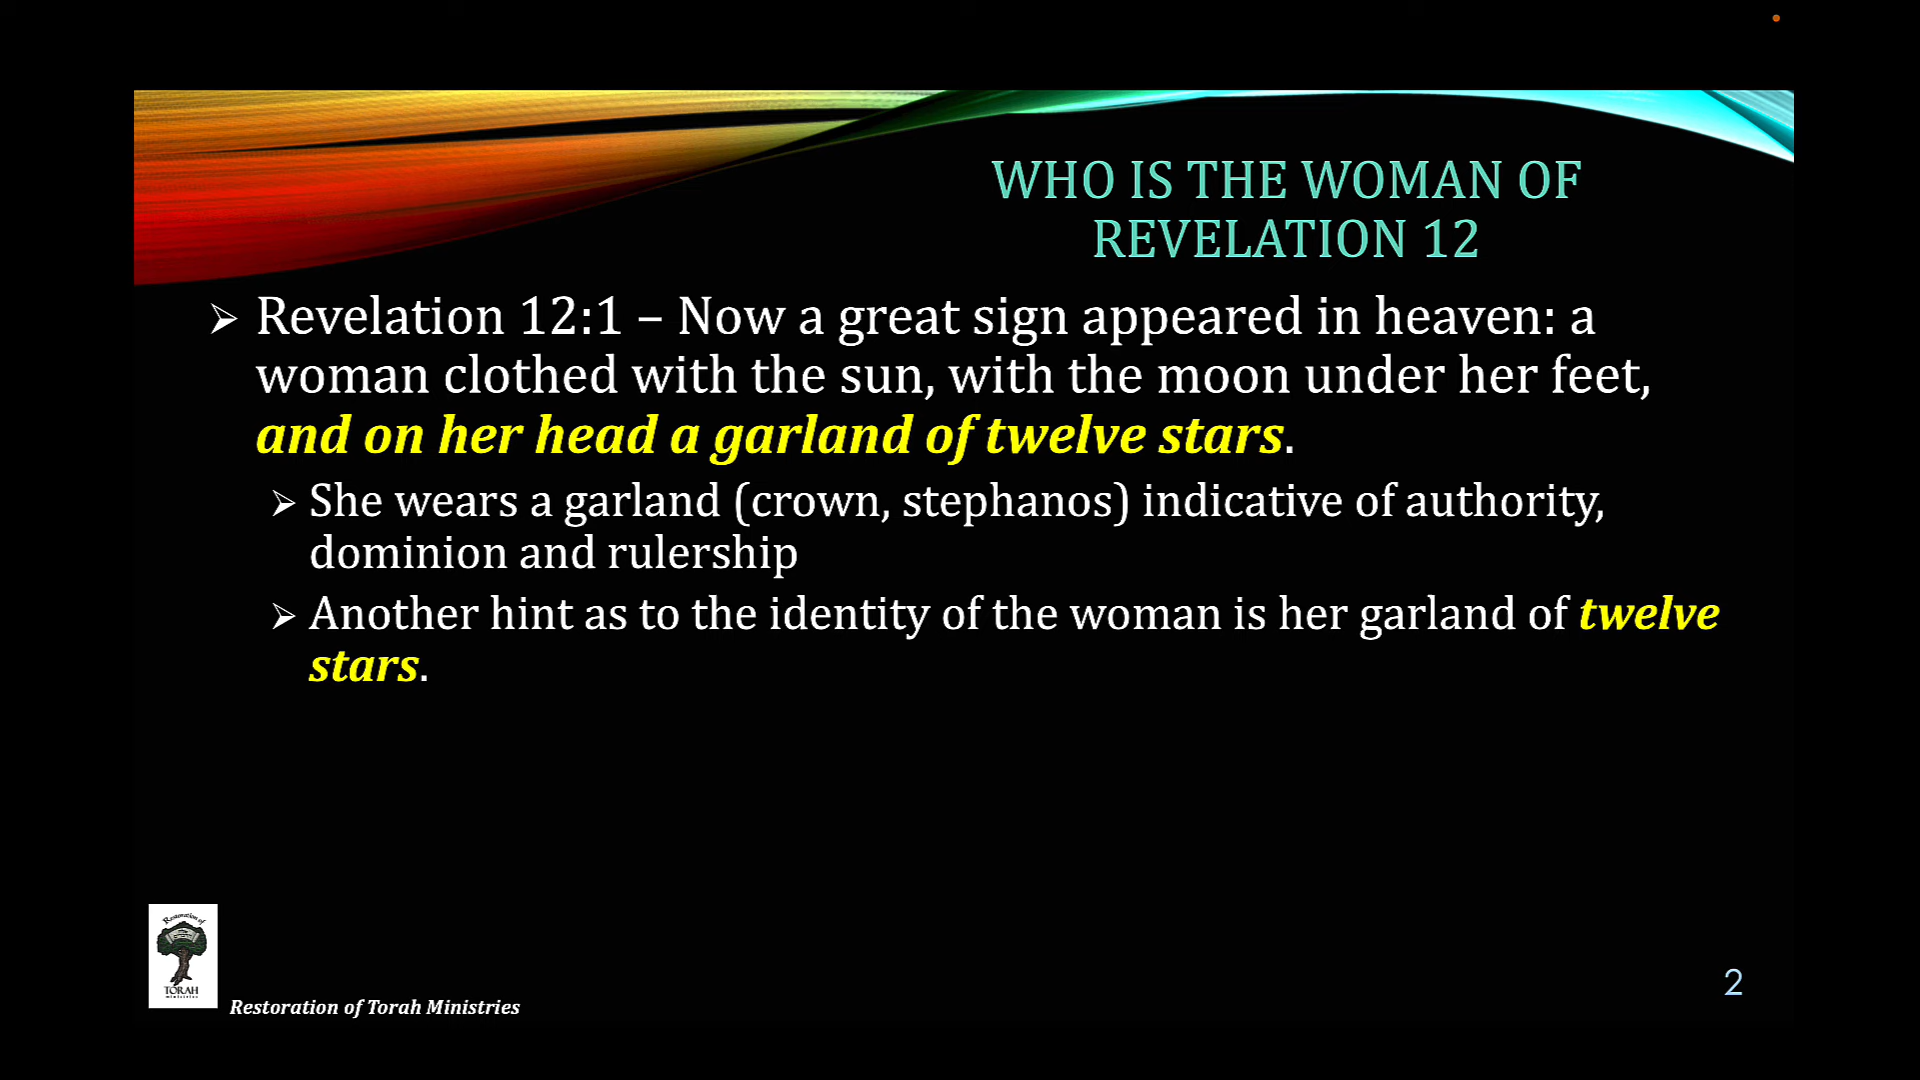 WHO IS THE WOMAN OF
REVELATION 12
➢ Revelation 12:1 – Now a great sign appeared in heaven: a
woman clothed with the sun, with the moon under her feet,
and on her head a garland of twelve stars.
➢ She wears a garland (crown, stephanos) indicative of authority,
dominion and rulership
➢ Another hint as to the identity of the woman is her garland of twelve
stars.
Restoration of
TORAH
ministries
Restoration of Torah Ministries
2